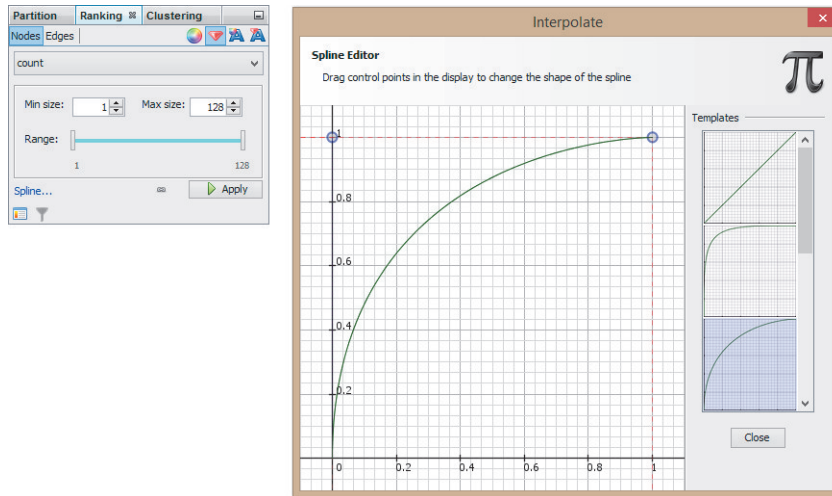 Partition Ranking Clustering
Nodes Edges
count
Min size: 1 Max size: 128
Range:
1 128
Spline...
Apply
Interpolate
Spline Editor
Drag control points in the display to change the shape of the spline
π
1
0.8
0.6
0.4
0.2
0 0.2 0.4 0.6 0.8 1
Templates
Close